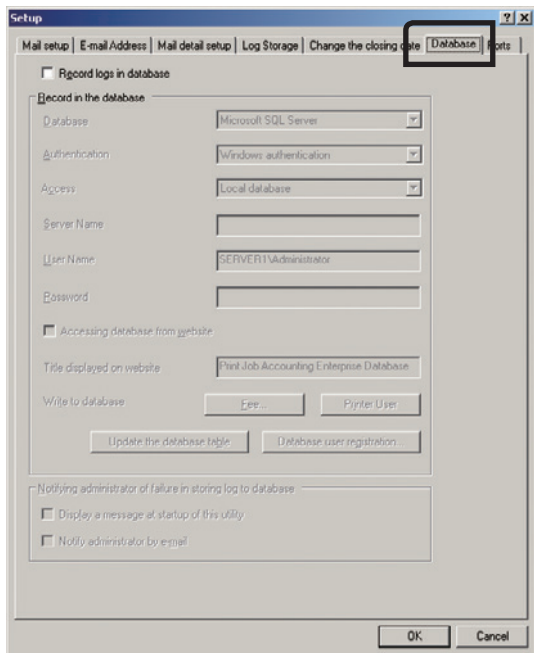 Setup
Mail setup E-mail Address Mail detail setup Log Storage Change the closing date Database Ports
Record logs in database
Record in the database
Database Microsoft SQL Server
Authentication Windows authentication
Access Local database
Server Name
User Name SERVER1\Administrator
Password
Accessing database from website
Title displayed on website Print Job Accounting Enterprise Database
Write to database Fee... Printer User
Update the database table Database user registration...
Notifying administrator of failure in storing log to database
Display a message at startup of this utility
Notify administrator by e-mail
OK Cancel